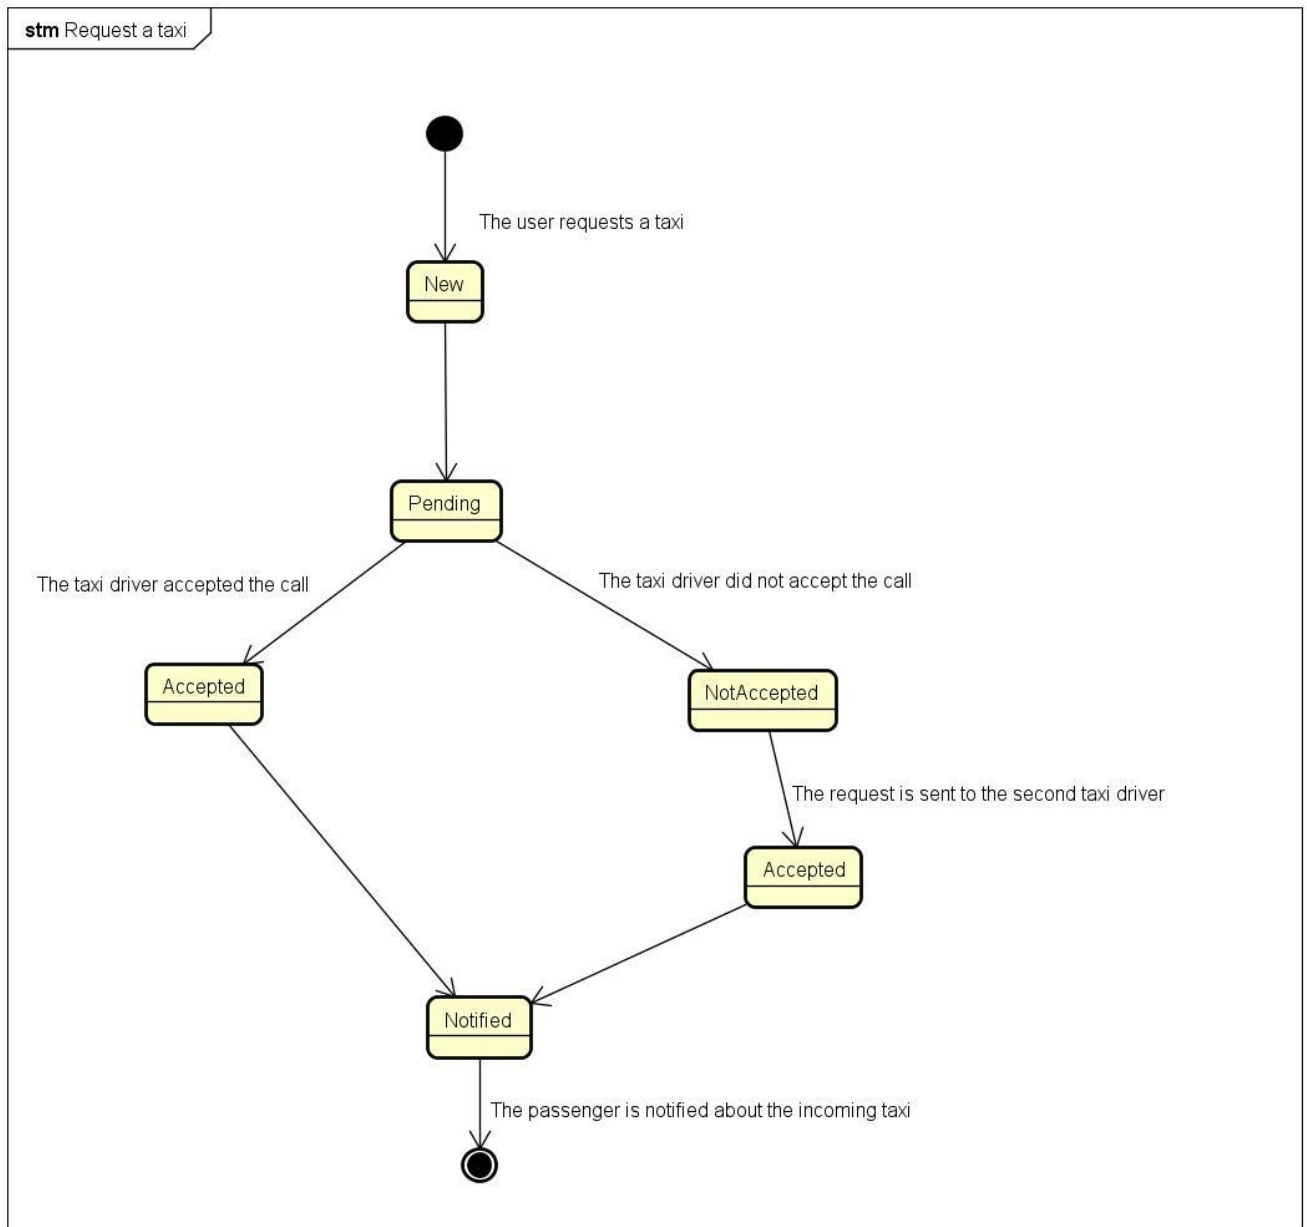 stm Request a taxi
The user requests a taxi
New
Pending
The taxi driver accepted the call
The taxi driver did not accept the call
Accepted
NotAccepted
The request is sent to the second taxi driver
Accepted
Notified
The passenger is notified about the incoming taxi